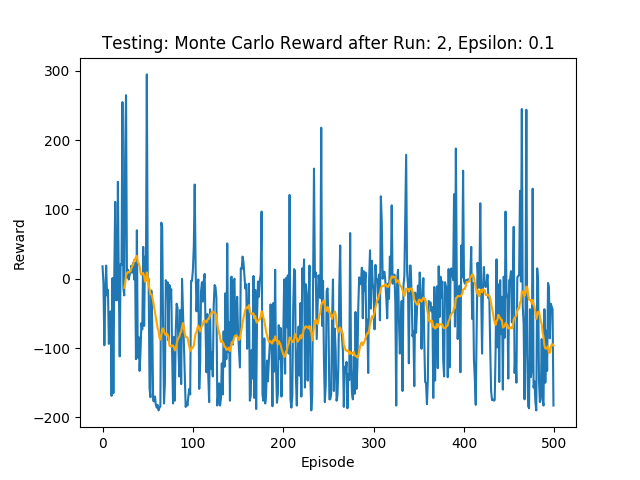 Testing: Monte Carlo Reward after Run: 2, Epsilon: 0.1
300
200
100
0
−100
−200
Reward
0 100 200 300 400 500
Episode